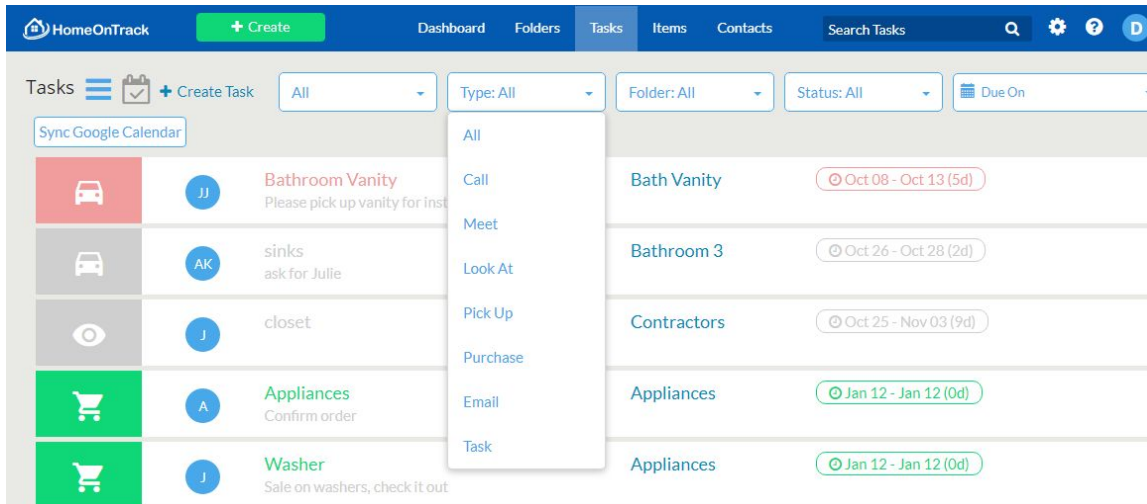 HomeOnTrack
+ Create
Dashboard
Folders
Tasks
Items
Contacts
Search Tasks
D
Tasks
+ Create Task
All
Type: All
Folder: All
Status: All
Due On
Sync Google Calendar
All
Call
Meet
Look At
Pick Up
Purchase
Email
Task
JJ
Bathroom Vanity
Please pick up vanity for inst
Bath Vanity
Oct 08 - Oct 13 (5d)
AK
sinks
ask for Julie
Bathroom 3
Oct 26 - Oct 28 (2d)
J
closet
Contractors
Oct 25 - Nov 03 (9d)
A
Appliances
Confirm order
Appliances
Jan 12 - Jan 12 (0d)
J
Washer
Sale on washers, check it out
Appliances
Jan 12 - Jan 12 (0d)